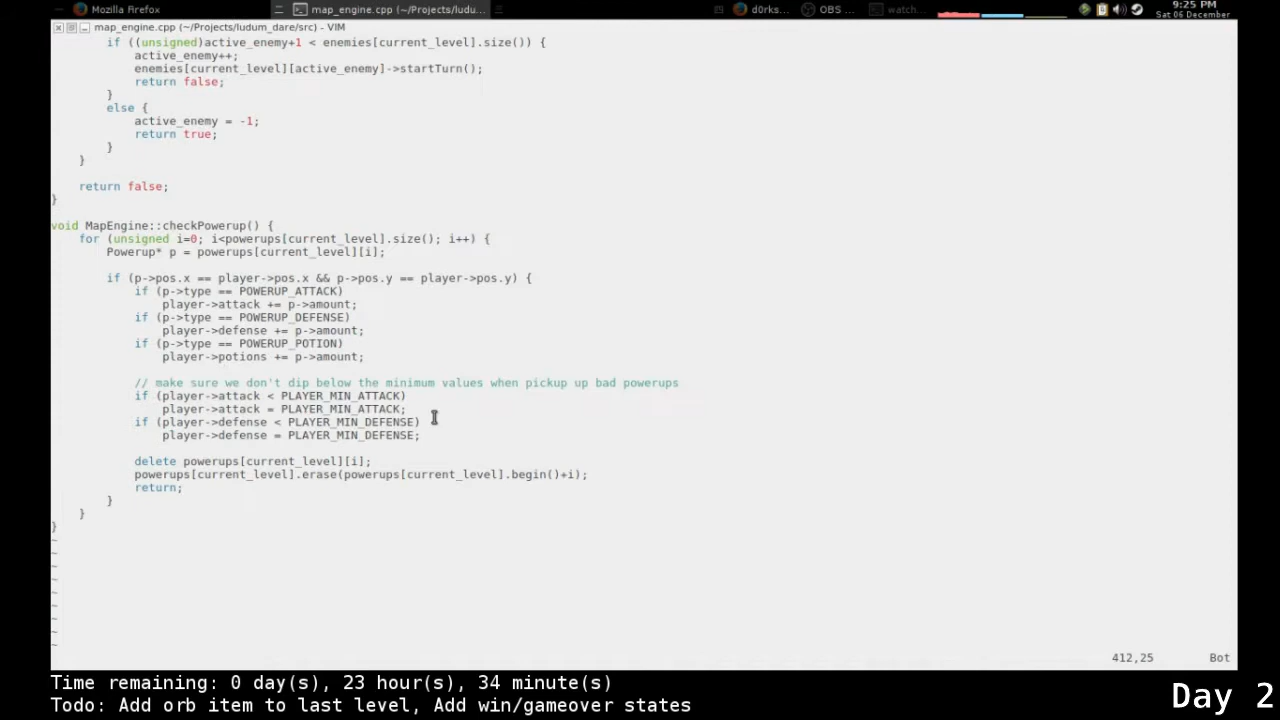 Mozilla Firefox
map_engine.cpp (~/Projects/ludu...
d0rks...
OBS ...
watch...
9:25 PM
Sat 06 December
map_engine.cpp (~/Projects/ludum_dare/src) - VIM
if ((unsigned)active_enemy+1 < enemies[current_level].size()) {
active_enemy++;
enemies[current_level][active_enemy]->startTurn();
return false;
}
else {
active_enemy = -1;
return true;
}
}
return false;
}
void MapEngine::checkPowerup() {
for (unsigned i=0; i<powerups[current_level].size(); i++) {
Powerup* p = powerups[current_level][i];
if (p->pos.x == player->pos.x && p->pos.y == player->pos.y) {
if (p->type == POWERUP_ATTACK)
player->attack += p->amount;
if (p->type == POWERUP_DEFENSE)
player->defense += p->amount;
if (p->type == POWERUP_POTION)
player->potions += p->amount;
// make sure we don't dip below the minimum values when pickup up bad powerups
if (player->attack < PLAYER_MIN_ATTACK)
player->attack = PLAYER_MIN_ATTACK;
if (player->defense < PLAYER_MIN_DEFENSE)
player->defense = PLAYER_MIN_DEFENSE;
delete powerups[current_level][i];
powerups[current_level].erase(powerups[current_level].begin()+i);
return;
}
}
}
~
~
~
~
~
~
~
~
~
412,25 Bot
Time remaining: 0 day(s), 23 hour(s), 34 minute(s)
Todo: Add orb item to last level, Add win/gameover states
Day 2